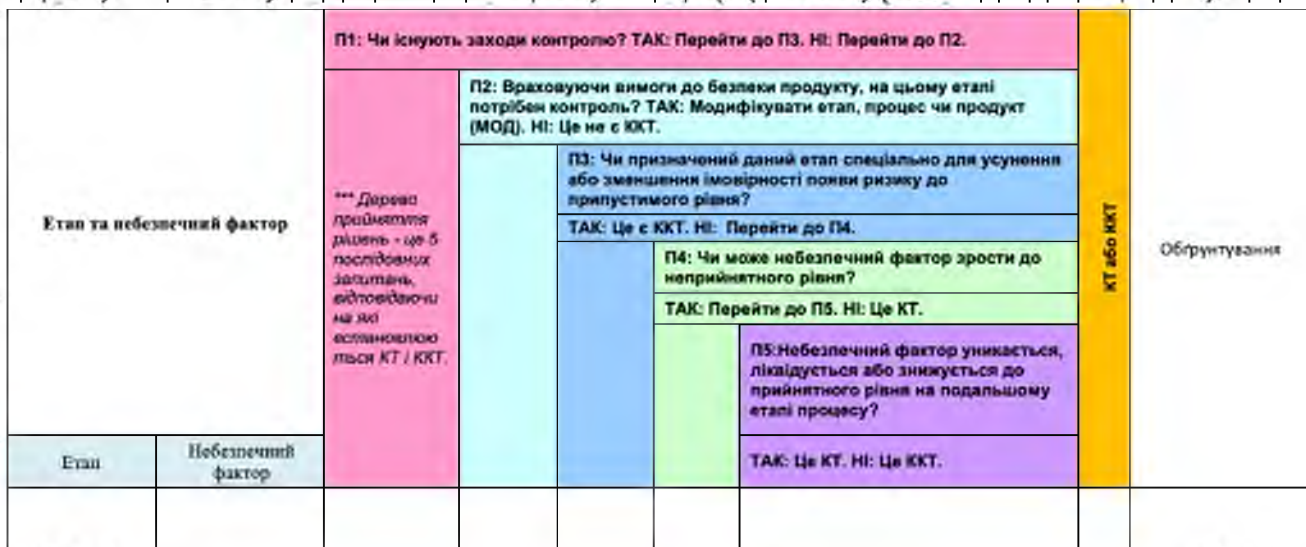 П1: Чи існують заходи контролю? ТАК: Перейти до П3. НІ: Перейти до П2.
П2: Враховуючи вимоги до безпеки продукту, на цьому етапі
потрібен контроль? ТАК: Модифікувати етап, процес чи продукт
(МОД). НІ: Це не є ККТ.
П3: Чи призначений даний етап спеціально для усунення
або зменшення імовірності появи ризику до
припустимого рівня?
ТАК: Це є ККТ. НІ: Перейти до П4.
П4: Чи може небезпечний фактор зрости до
неприйнятного рівня?
ТАК: Перейти до П5. НІ: Це КТ.
П5:Небезпечний фактор уникається,
ліквідується або знижується до
прийнятного рівня на подальшому
етапі процесу?
ТАК: Це КТ. НІ: Це ККТ.
*** Дерево
прийняття
рішень - це 5
послідовних
запитань,
відповідаючи
на які
встановлюю
ться КТ / ККТ.
Етап та небезпечний фактор
Етап
Небезпечний
фактор
КТ або ККТ
Обґрунтування